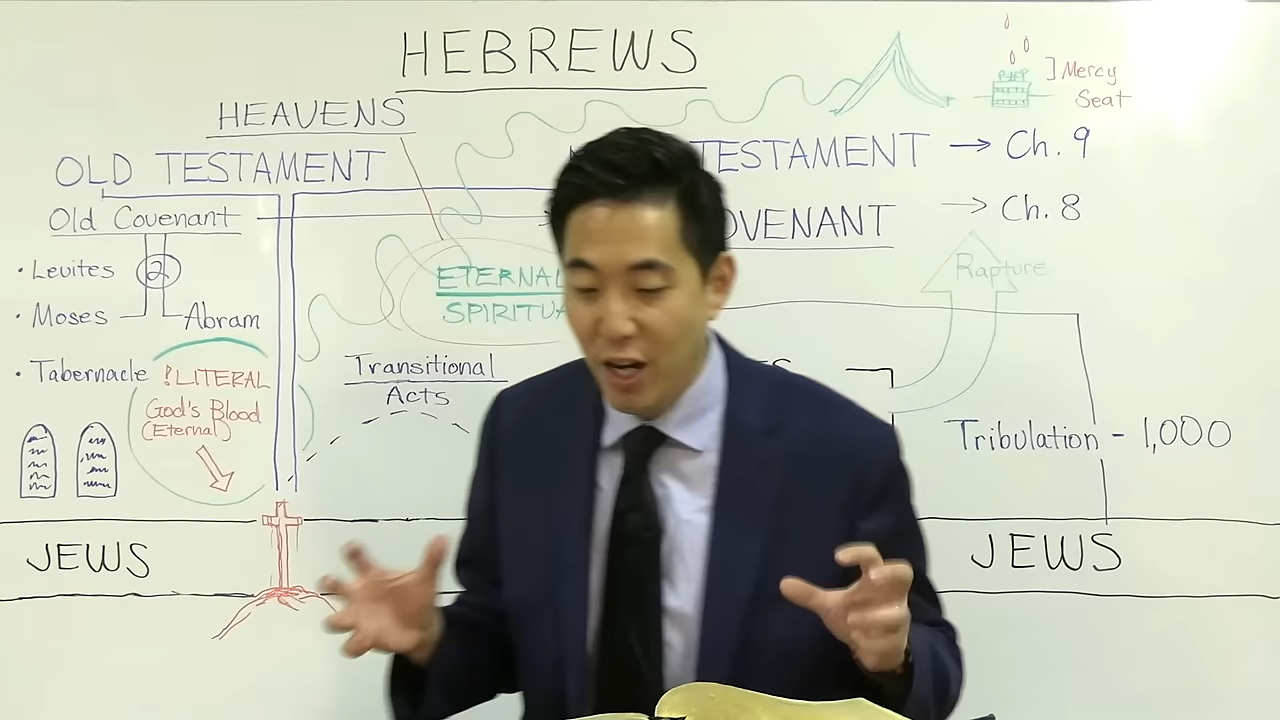 HEBREWS
Mercy
Seat
HEAVENS
OLD TESTAMENT
TESTAMENT → Ch. 9
Old Covenant
OVENANT → Ch. 8
• Levites
2
• Moses
Abram
ETERNAL
SPIRITUA
Rapture
• Tabernacle
! LITERAL
God's Blood
(Eternal)
Transitional
Acts
Tribulation - 1,000
JEWS
JEWS